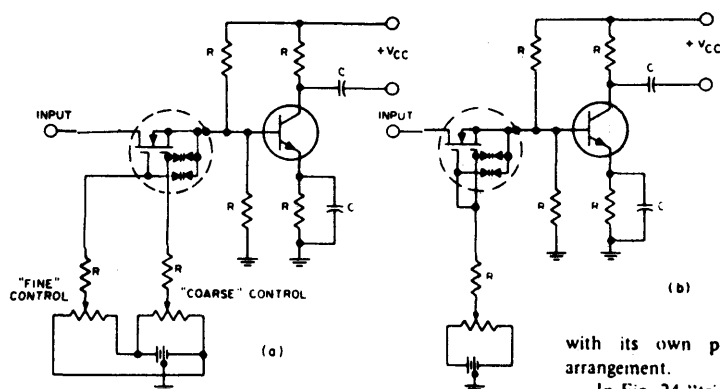 R
R
+ VCC
C
INPUT
R
R
C
R
R
"FINE" CONTROL
"COARSE" CONTROL
(a)
R
R
+ VCC
C
INPUT
R
R
C
R
(b)
with its own p
arrangement.
In Fig. 24